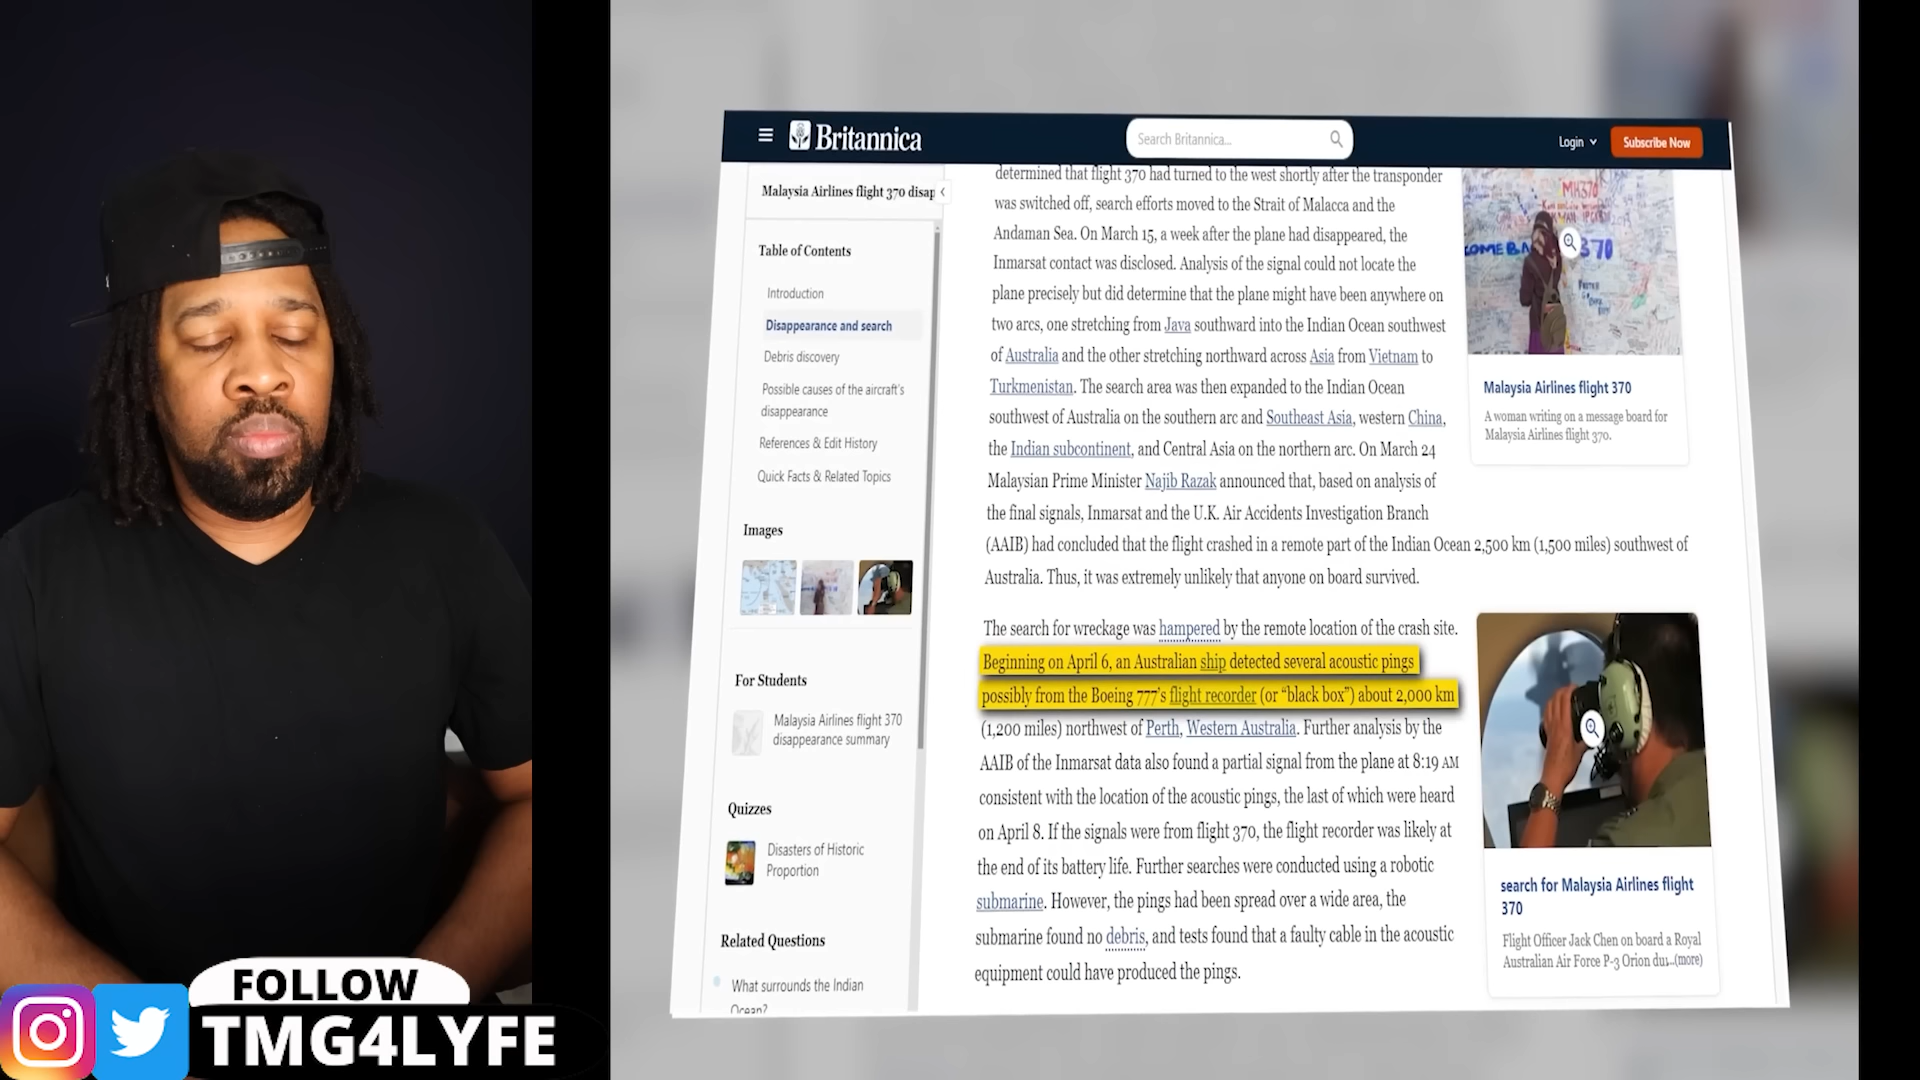 Britannica
Search Britannica...
Login
Subscribe Now
Malaysia Airlines flight 370 disap
Table of Contents
Introduction
Disappearance and search
Debris discovery
Possible causes of the aircraft's
disappearance
References & Edit History
Quick Facts & Related Topics
Images
For Students
Malaysia Airlines flight 370
disappearance summary
Quizzes
Disasters of Historic
Proportion
Related Questions
What surrounds the Indian
Ocean?
determined that flight 370 had turned to the west shortly after the transponder
was switched off, search efforts moved to the Strait of Malacca and the
Andaman Sea. On March 15, a week after the plane had disappeared, the
Inmarsat contact was disclosed. Analysis of the signal could not locate the
plane precisely but did determine that the plane might have been anywhere on
two arcs, one stretching from Java southward into the Indian Ocean southwest
of Australia and the other stretching northward across Asia from Vietnam to
Turkmenistan. The search area was then expanded to the Indian Ocean
southwest of Australia on the southern arc and Southeast Asia, western China,
the Indian subcontinent, and Central Asia on the northern arc. On March 24
Malaysian Prime Minister Najib Razak announced that, based on analysis of
the final signals, Inmarsat and the U.K. Air Accidents Investigation Branch
(AAIB) had concluded that the flight crashed in a remote part of the Indian Ocean 2,500 km (1,500 miles) southwest of
Australia. Thus, it was extremely unlikely that anyone on board survived.
The search for wreckage was hampered by the remote location of the crash site.
Beginning on April 6, an Australian ship detected several acoustic pings
possibly from the Boeing 777's flight recorder (or “black box”) about 2,000 km
(1,200 miles) northwest of Perth, Western Australia. Further analysis by the
AAIB of the Inmarsat data also found a partial signal from the plane at 8:19 AM
consistent with the location of the acoustic pings, the last of which were heard
on April 8. If the signals were from flight 370, the flight recorder was likely at
the end of its battery life. Further searches were conducted using a robotic
submarine. However, the pings had been spread over a wide area, the
submarine found no debris, and tests found that a faulty cable in the acoustic
equipment could have produced the pings.
MH370
370
Malaysia Airlines flight 370
A woman writing on a message board for
Malaysia Airlines flight 370.
search for Malaysia Airlines flight
370
Flight Officer Jack Chen on board a Royal
Australian Air Force P-3 Orion du...(more)
FOLLOW
TMG4LYFE